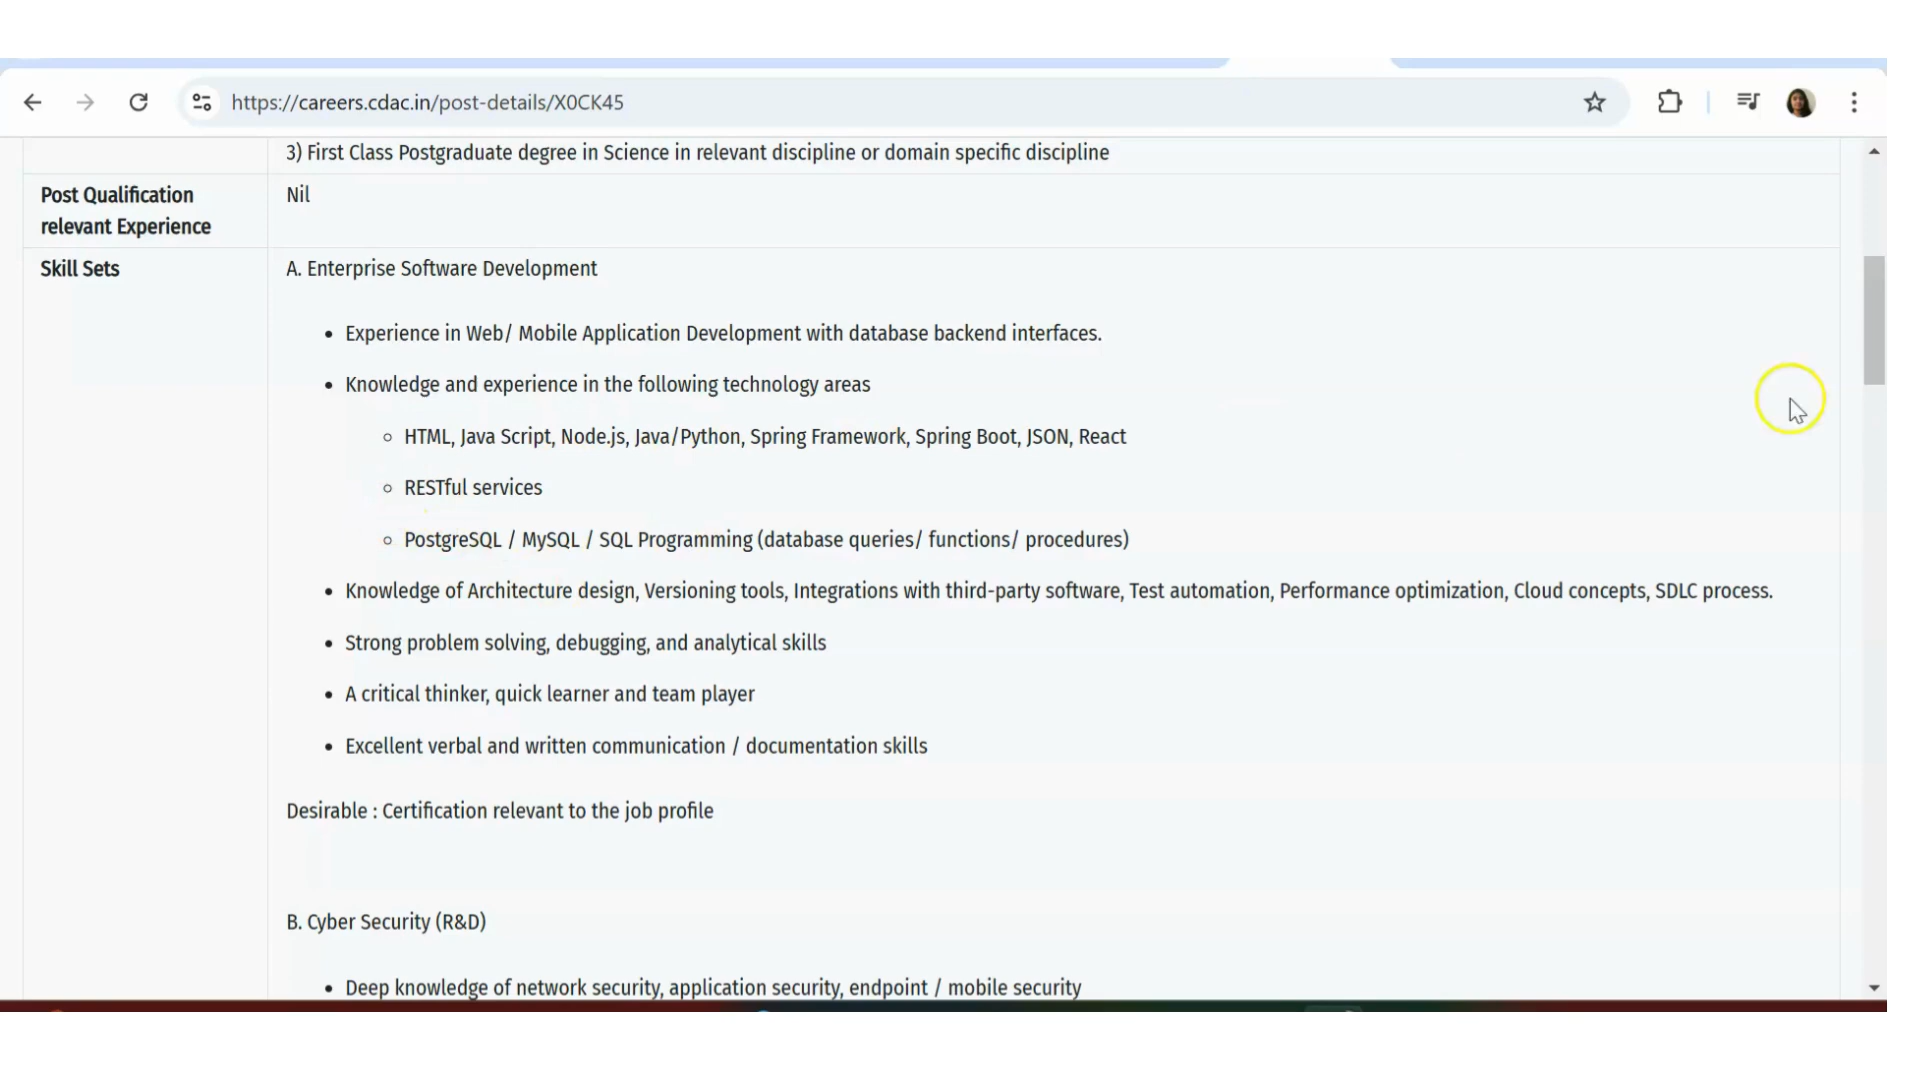 https://careers.cdac.in/post-details/X0CK45
3) First Class Postgraduate degree in Science in relevant discipline or domain specific discipline
Post Qualification
relevant Experience
Nil
Skill Sets
A. Enterprise Software Development
• Experience in Web/ Mobile Application Development with database backend interfaces.
• Knowledge and experience in the following technology areas
◦ HTML, Java Script, Node.js, Java/Python, Spring Framework, Spring Boot, JSON, React
◦ RESTful services
◦ PostgreSQL / MySQL / SQL Programming (database queries/ functions/ procedures)
• Knowledge of Architecture design, Versioning tools, Integrations with third-party software, Test automation, Performance optimization, Cloud concepts, SDLC process.
• Strong problem solving, debugging, and analytical skills
• A critical thinker, quick learner and team player
• Excellent verbal and written communication / documentation skills
Desirable : Certification relevant to the job profile
B. Cyber Security (R&D)
• Deep knowledge of network security, application security, endpoint / mobile security